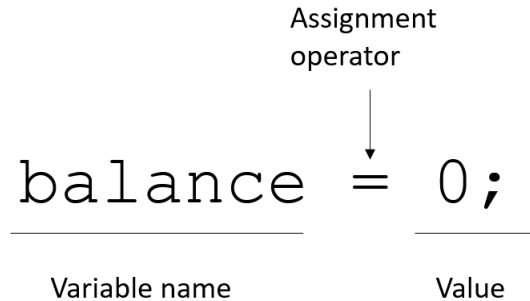 Assignment
operator
balance = 0;
Variable name Value